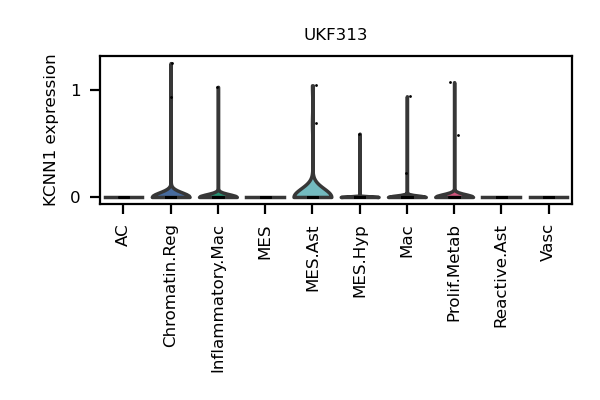 UKF313
KCNN1 expression
1
0
AC
Chromatin.Reg
Inflammatory.Mac
MES
MES.Ast
MES.Hyp
Mac
Prolif.Metab
Reactive.Ast
Vasc